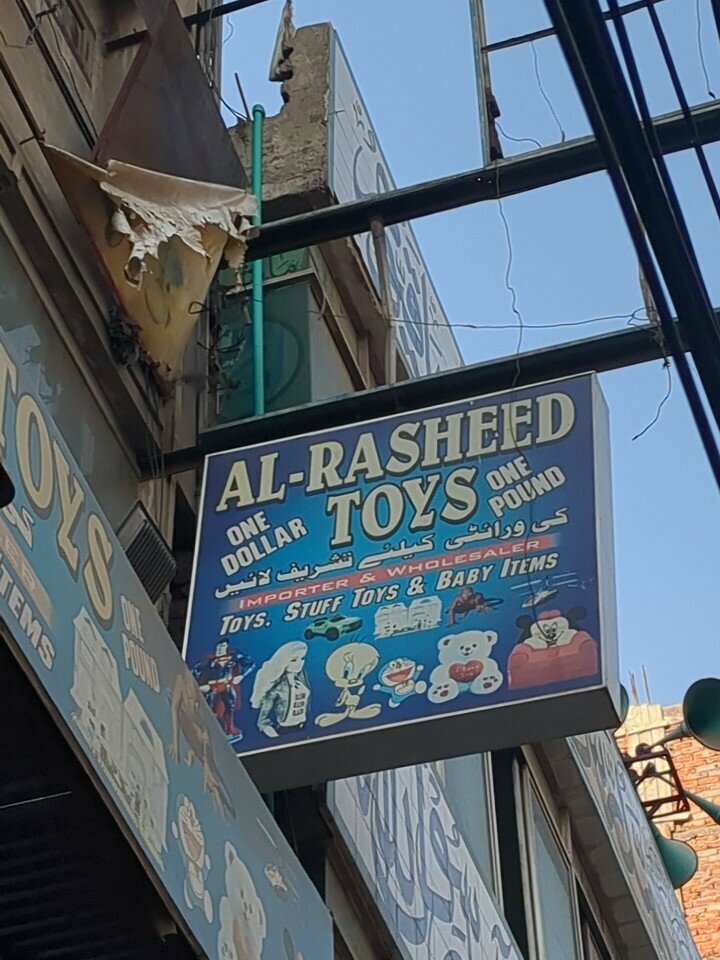 AL-RASHEED
TOYS
ONE
DOLLAR
ONE
POUND
کی ورائٹی کیلئے تشریف لائیں
IMPORTER & WHOLESALER
TOYS, STUFF TOYS & BABY ITEMS
TOYS
ONE
POUND
ITEMS